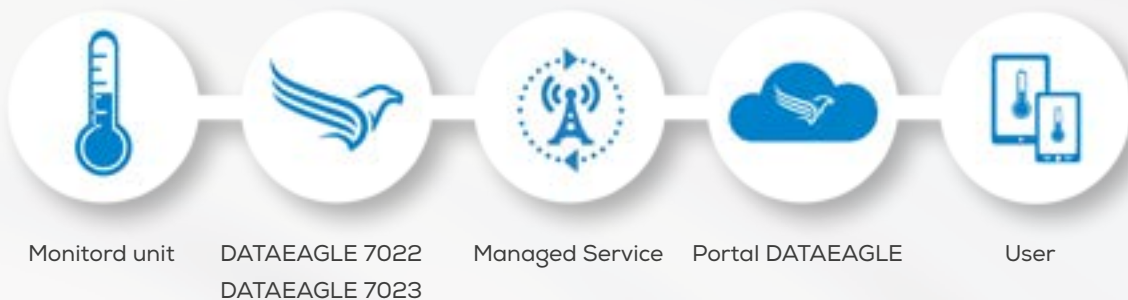 Monitord unit
DATAEAGLE 7022
DATAEAGLE 7023
Managed Service
Portal DATAEAGLE
User